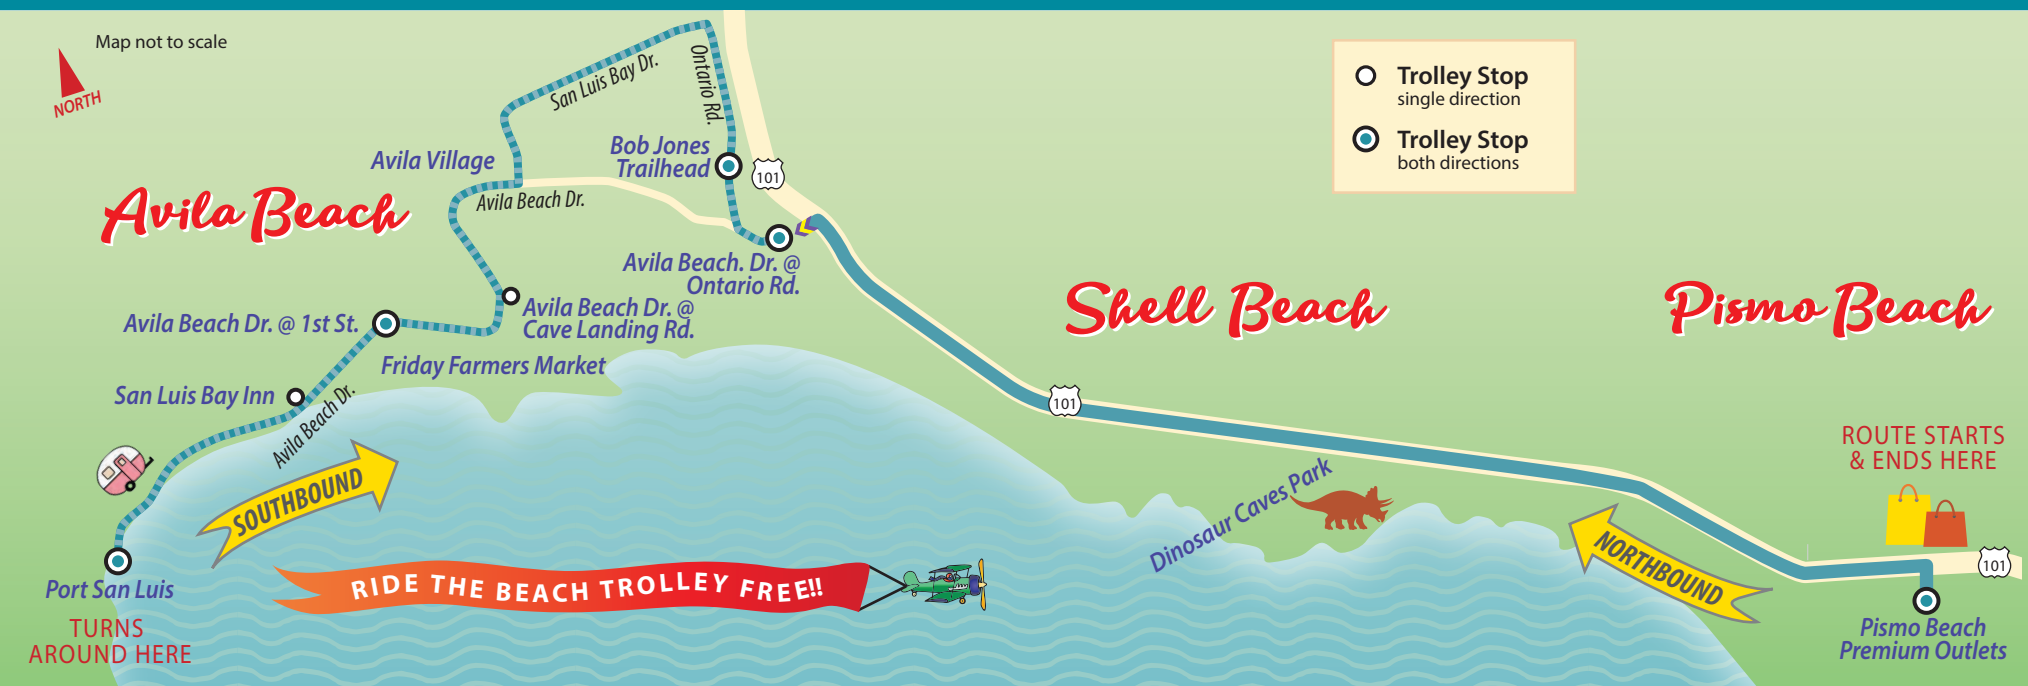 Map not to scale
NORTH
San Luis Bay Dr.
Ontario Rd.
Avila Village
Bob Jones
Trailhead
101
Avila Beach
Avila Beach Dr.
Avila Beach. Dr. @
Ontario Rd.
Avila Beach Dr. @
Cave Landing Rd.
Avila Beach Dr. @ 1st St.
Friday Farmers Market
San Luis Bay Inn
Avila Beach Dr.
SOUTHBOUND
Port San Luis
TURNS
AROUND HERE
RIDE THE BEACH TROLLEY FREE!!
Trolley Stop
single direction
Trolley Stop
both directions
Shell Beach
101
Dinosaur Caves Park
Pismo Beach
ROUTE STARTS
& ENDS HERE
NORTHBOUND
101
Pismo Beach
Premium Outlets